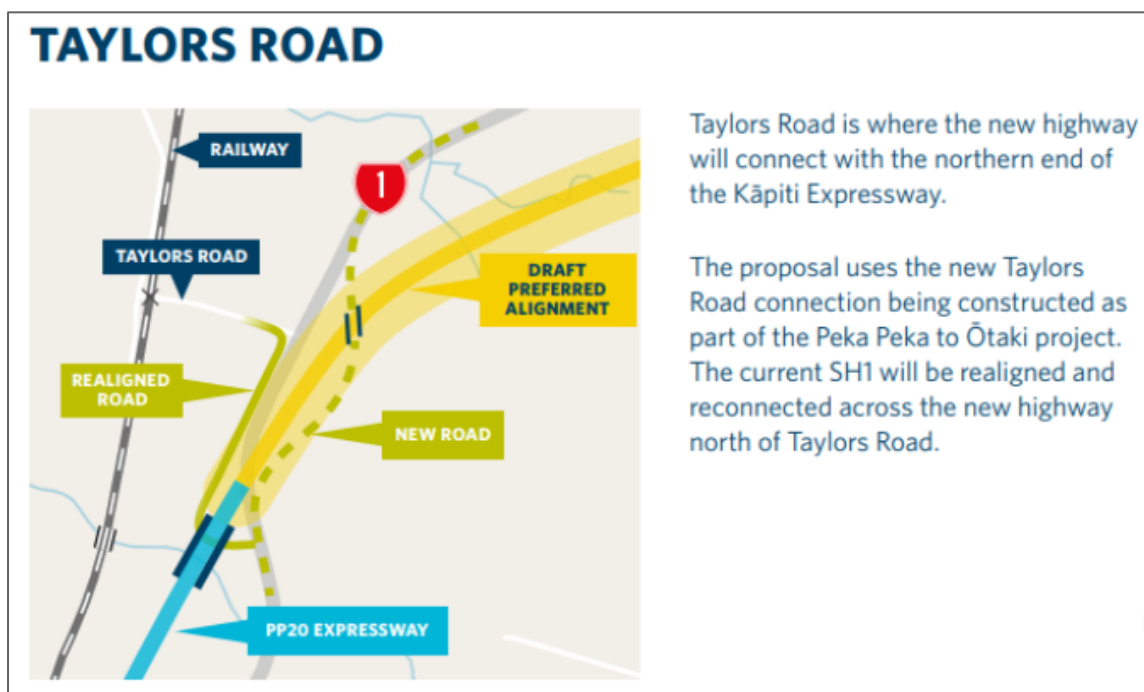 TAYLORS ROAD
RAILWAY
1
TAYLORS ROAD
DRAFT
PREFERRED
ALIGNMENT
REALIGNED
ROAD
NEW ROAD
PP2O EXPRESSWAY
Taylors Road is where the new highway
will connect with the northern end of
the Kāpiti Expressway.
The proposal uses the new Taylors
Road connection being constructed as
part of the Peka Peka to Ōtaki project.
The current SH1 will be realigned and
reconnected across the new highway
north of Taylors Road.